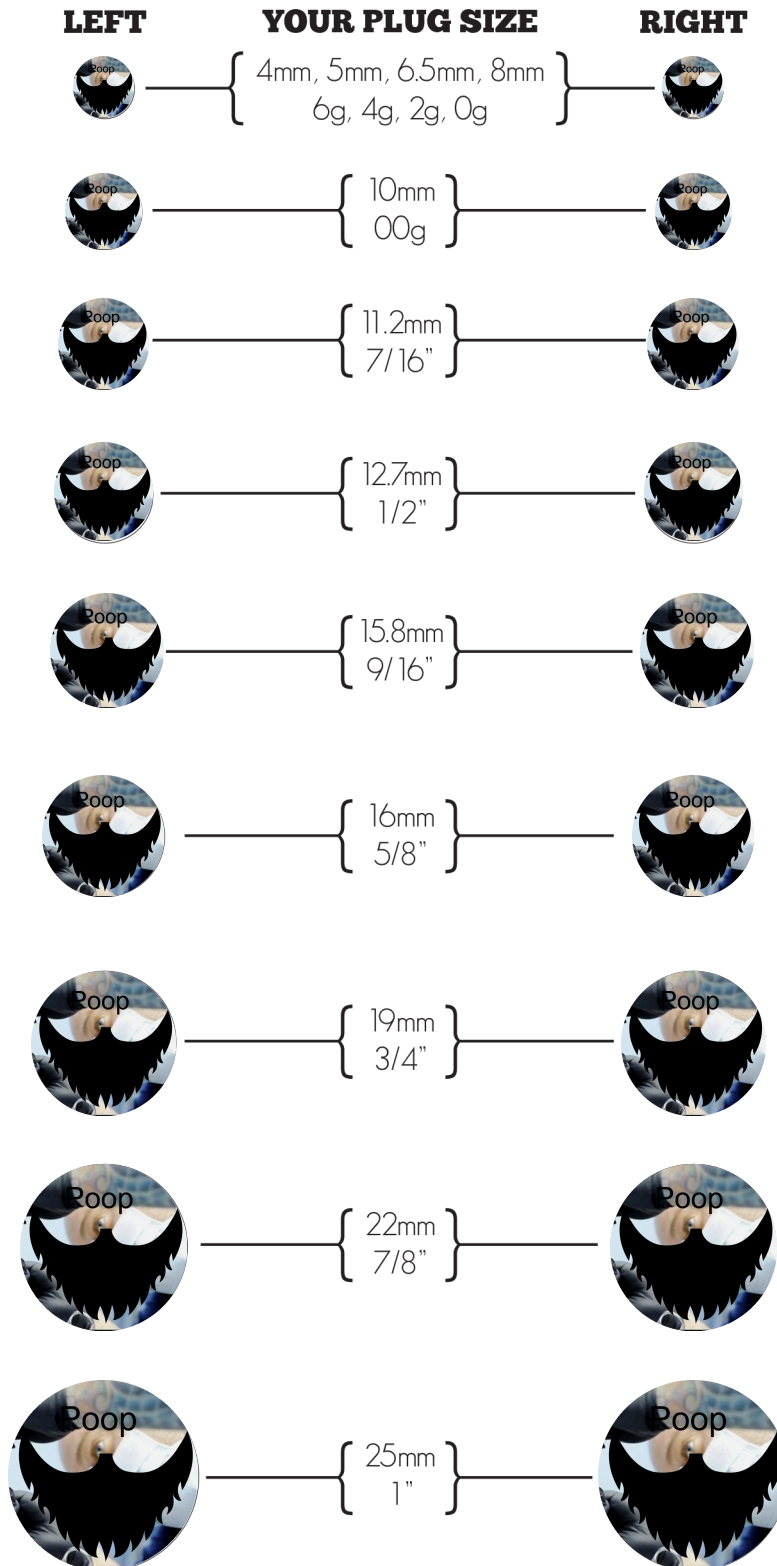 LEFT YOUR PLUG SIZE RIGHT
Roop 4mm, 5mm, 6.5mm, 8mm Roop
6g, 4g, 2g, 0g
Roop 10mm Roop
00g
Roop 11.2mm Roop
7/16”
Roop 12.7mm Roop
1/2”
Roop 15.8mm Roop
9/16”
Roop 16mm Roop
5/8”
Roop 19mm Roop
3/4”
Roop 22mm Roop
7/8”
Roop 25mm Roop
1”